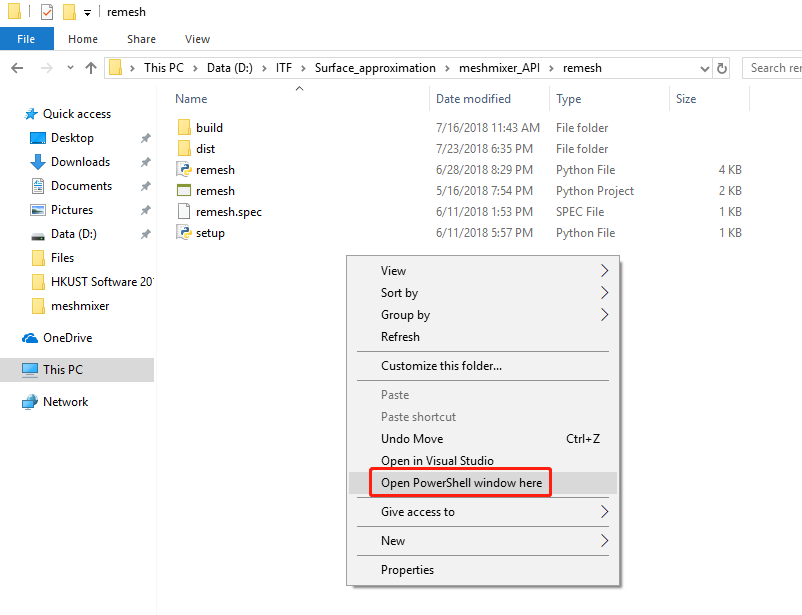 remesh
File Home Share View
This PC Data (D:) ITF Surface_approximation meshmixer_API remesh Search rer
Name Date modified Type Size
Quick access
Desktop
Downloads
Documents
Pictures
Data (D:)
Files
HKUST Software 20
meshmixer
OneDrive
This PC
Network
build 7/16/2018 11:43 AM File folder
dist 7/23/2018 6:35 PM File folder
remesh 6/28/2018 8:29 PM Python File 4 KB
remesh 5/16/2018 7:54 PM Python Project 2 KB
remesh.spec 6/11/2018 1:53 PM SPEC File 1 KB
setup 6/11/2018 5:57 PM Python File 1 KB
View
Sort by
Group by
Refresh
Customize this folder...
Paste
Paste shortcut
Undo Move Ctrl+Z
Open in Visual Studio
Open PowerShell window here
Give access to
New
Properties